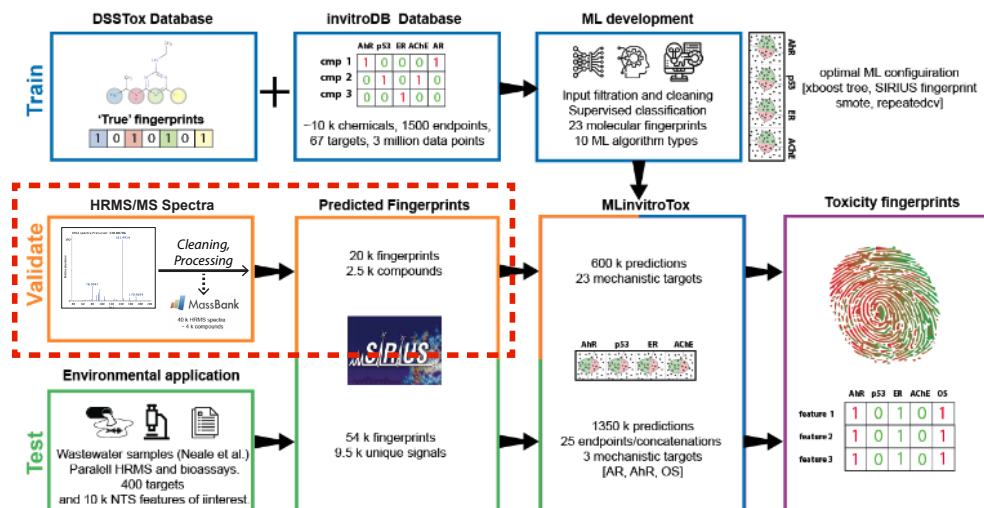 DSSTox Database
invitroDB Database
ML development
Train
'True' fingerprints
1 0 1 0 1 0 1
AhR p53 ER AChE AR
cmp 1 1 0 0 0 1
cmp 2 0 1 0 1 0
cmp 3 0 0 1 0 0
~10 k chemicals, 1500 endpoints,
67 targets, 3 million data points
Input filtration and cleaning
Supervised classification
23 molecular fingerprints
10 ML algorithm types
AhR
p53
ER
AChE
optimal ML configuiration
[xboost tree, SIRIUS fingerprint
smote, repeatedcv]
Validate
HRMS/MS Spectra
Predicted Fingerprints
MLinvitroTox
Toxicity fingerprints
Cleaning,
Processing
MassBank
40 k HRMS spectra
~ 4 k compounds
20 k fingerprints
2.5 k compounds
SIRIUS
600 k predictions
23 mechanistic targets
AhR p53 ER AChE
Test
Environmental application
Wastewater samples (Neale et al.)
Paralell HRMS and bioassays.
400 targets
and 10 k NTS features of iinterest.
54 k fingerprints
9.5 k unique signals
1350 k predictions
25 endpoints/concatenations
3 mechanistic targets
[AR, AhR, OS]
AhR p53 ER AChE OS
feature 1 1 0 1 0 1
feature 2 1 0 1 0 1
feature 3 1 0 1 0 1